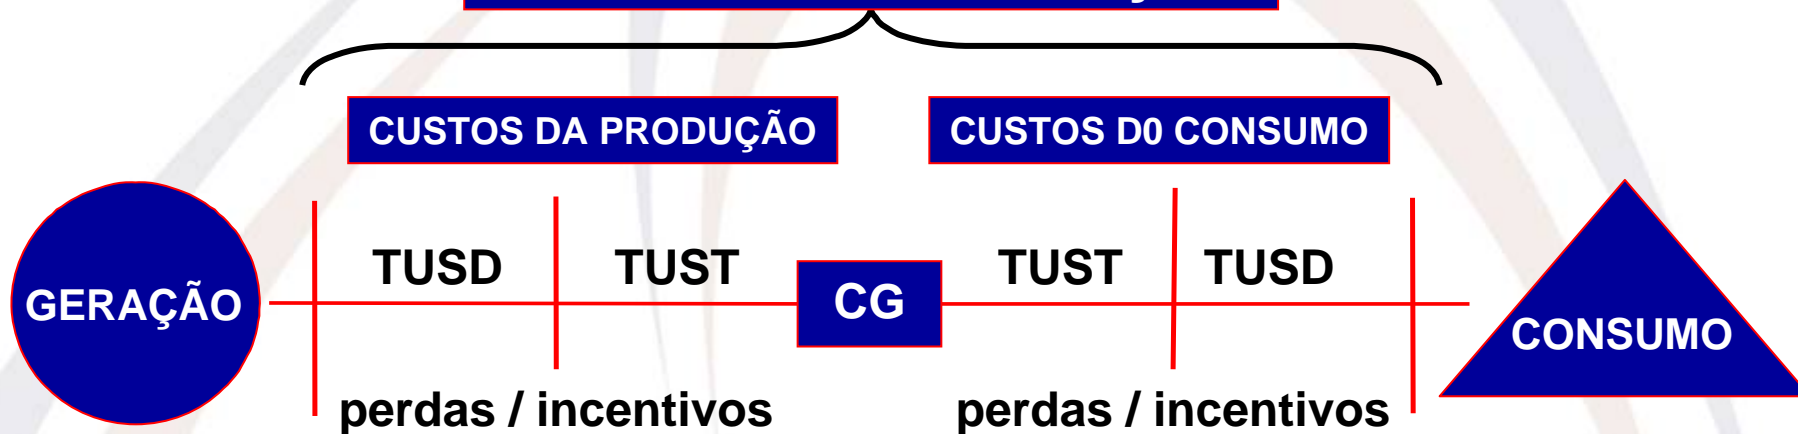 CUSTOS DA PRODUÇÃO CUSTOS D0 CONSUMO
TUSD TUST TUST TUSD
GERAÇÃO CG CONSUMO
perdas / incentivos perdas / incentivos